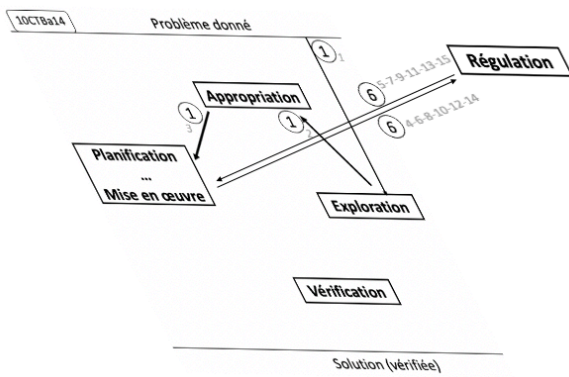 10CTBa14
Problème donné
1
1
Régulation
Appropriation
6
5-7-9-11-13-15
1
3
1
2
6
4-6-8-10-12-14
Planification
...
Mise en œuvre
Exploration
Vérification
Solution (vérifiée)